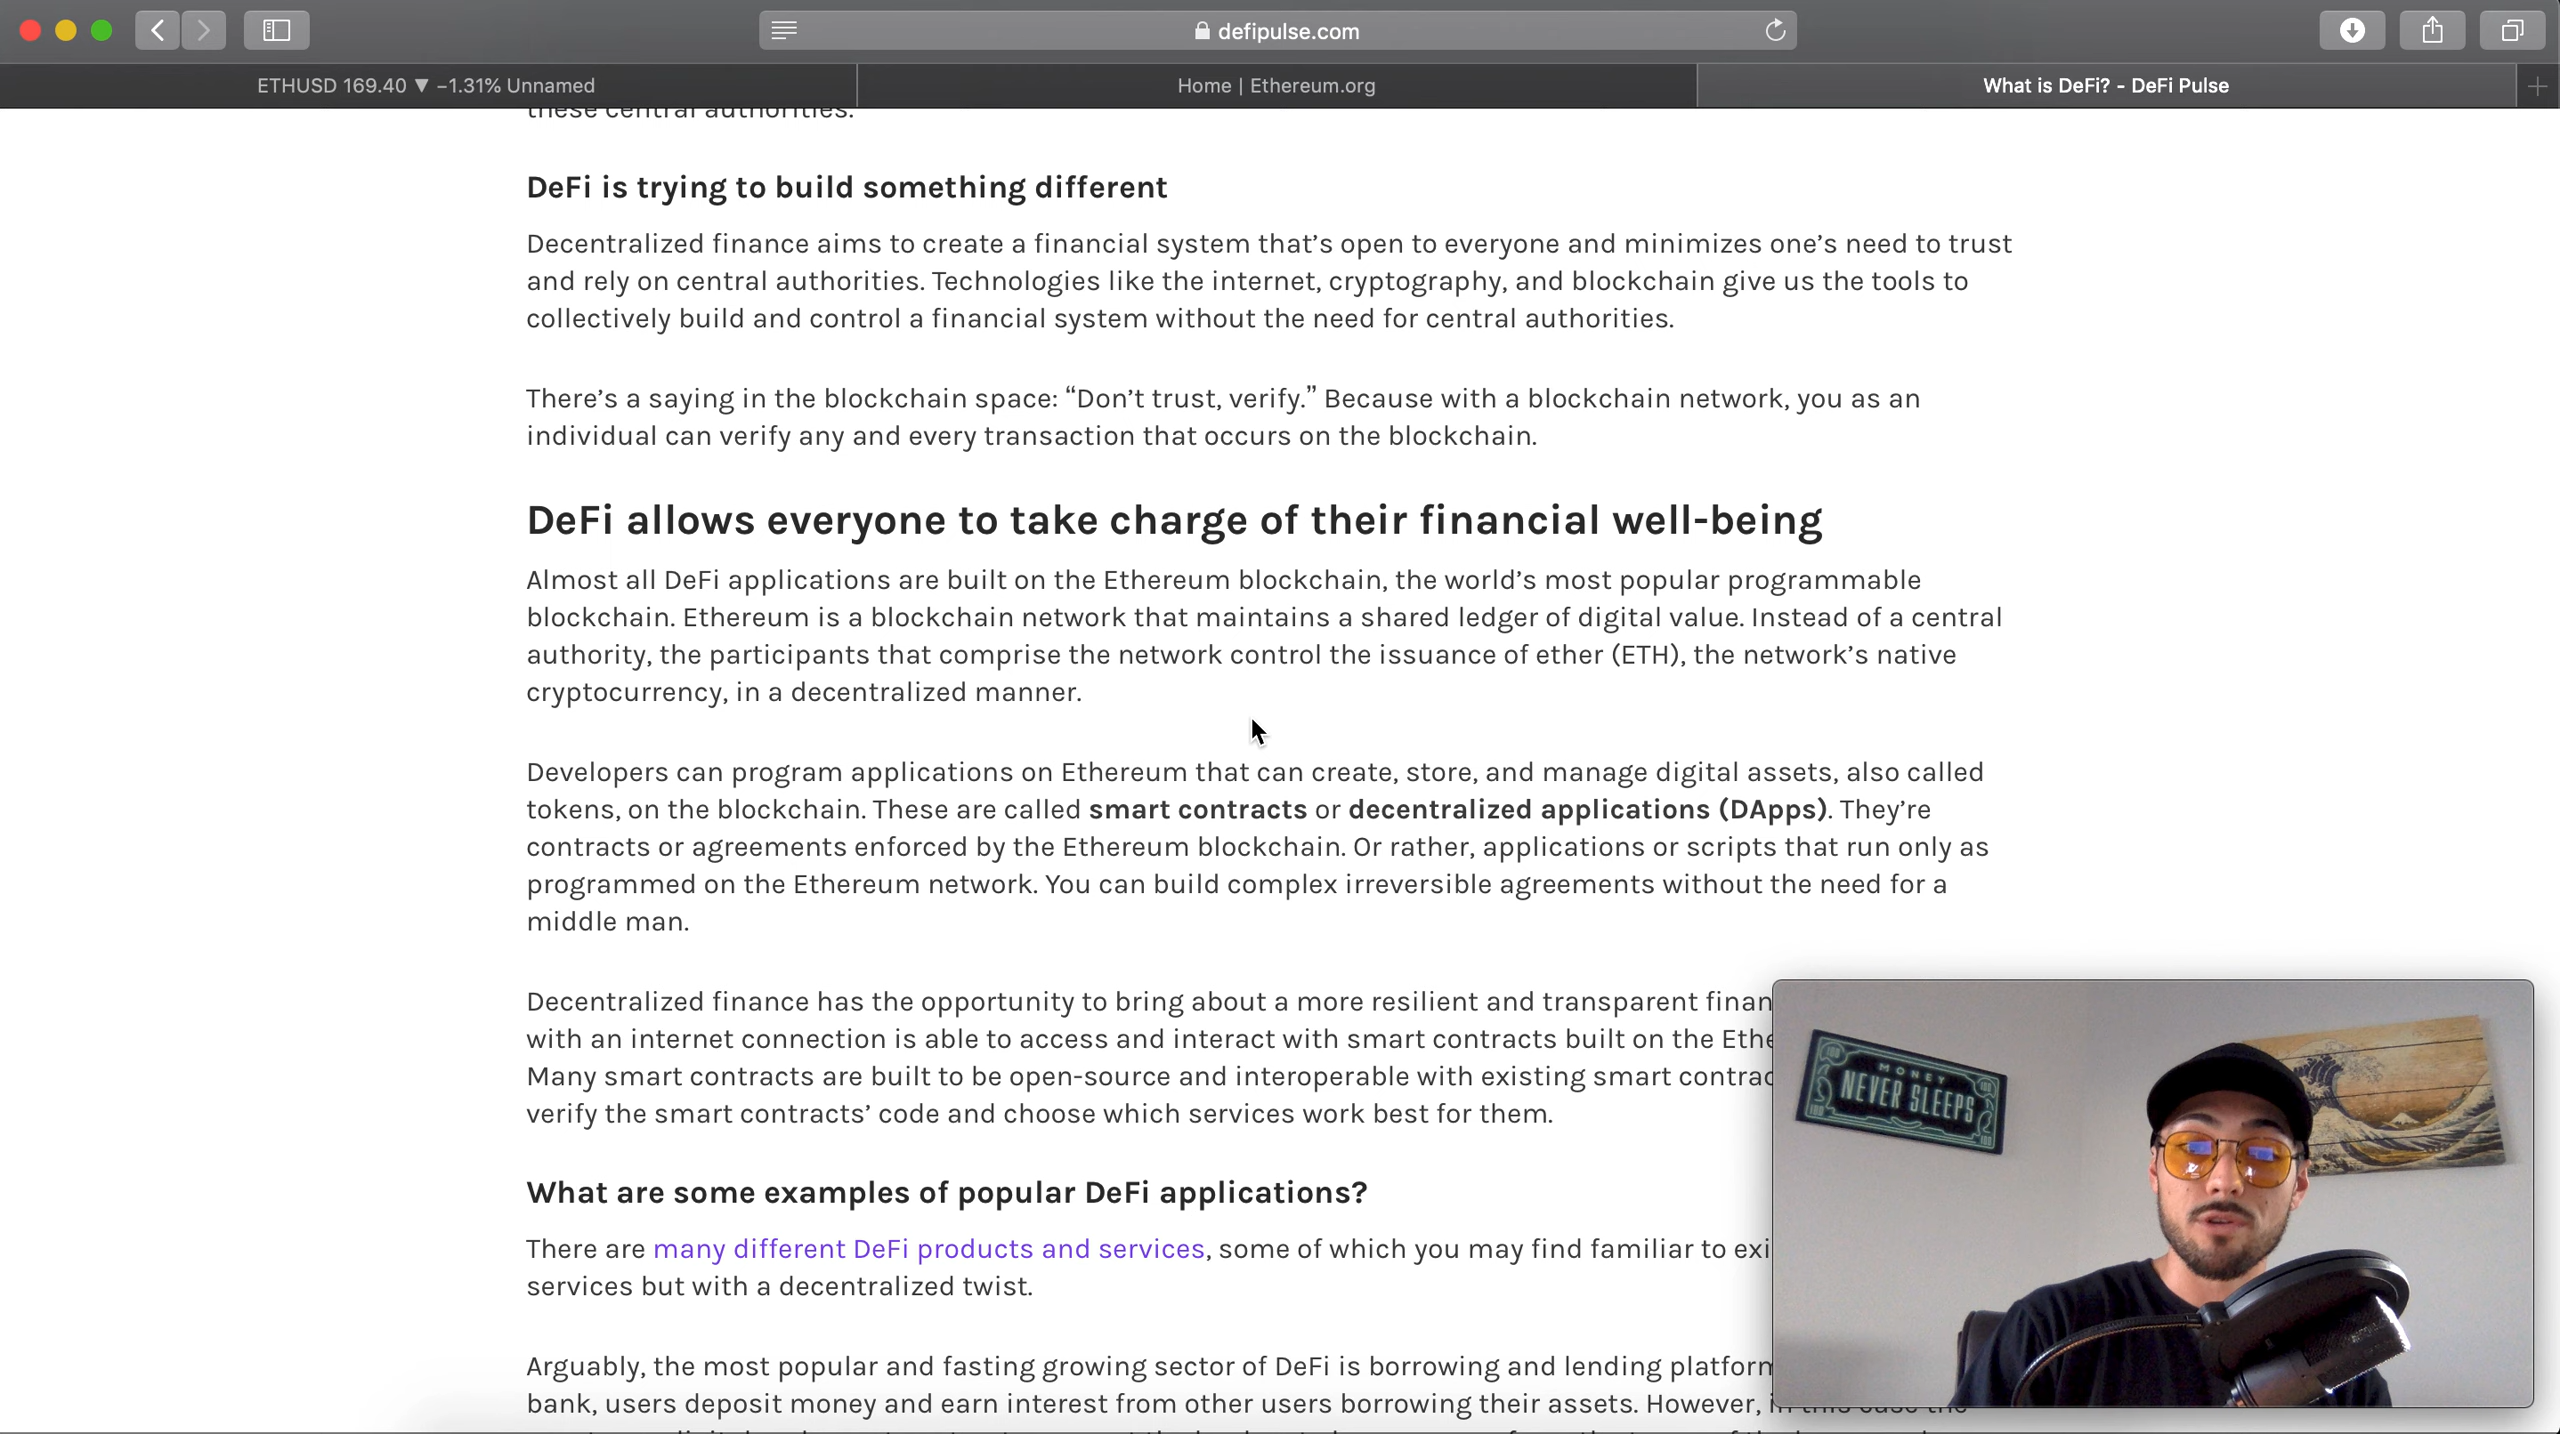 defipulse.com
ETHUSD 169.40 ▼ −1.31% Unnamed
Home | Ethereum.org
What is DeFi? - DeFi Pulse
these central authorities.
DeFi is trying to build something different
Decentralized finance aims to create a financial system that’s open to everyone and minimizes one’s need to trust
and rely on central authorities. Technologies like the internet, cryptography, and blockchain give us the tools to
collectively build and control a financial system without the need for central authorities.
There’s a saying in the blockchain space: “Don’t trust, verify.” Because with a blockchain network, you as an
individual can verify any and every transaction that occurs on the blockchain.
DeFi allows everyone to take charge of their financial well-being
Almost all DeFi applications are built on the Ethereum blockchain, the world’s most popular programmable
blockchain. Ethereum is a blockchain network that maintains a shared ledger of digital value. Instead of a central
authority, the participants that comprise the network control the issuance of ether (ETH), the network’s native
cryptocurrency, in a decentralized manner.
Developers can program applications on Ethereum that can create, store, and manage digital assets, also called
tokens, on the blockchain. These are called smart contracts or decentralized applications (DApps). They’re
contracts or agreements enforced by the Ethereum blockchain. Or rather, applications or scripts that run only as
programmed on the Ethereum network. You can build complex irreversible agreements without the need for a
middle man.
Decentralized finance has the opportunity to bring about a more resilient and transparent finan
with an internet connection is able to access and interact with smart contracts built on the Ethe
Many smart contracts are built to be open-source and interoperable with existing smart contrac
verify the smart contracts’ code and choose which services work best for them.
MONEY
NEVER SLEEPS
What are some examples of popular DeFi applications?
There are many different DeFi products and services, some of which you may find familiar to exi
services but with a decentralized twist.
Arguably, the most popular and fasting growing sector of DeFi is borrowing and lending platform
bank, users deposit money and earn interest from other users borrowing their assets. However, in this case the